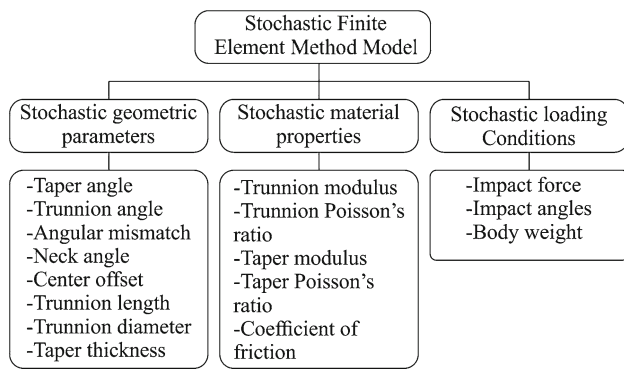 Stochastic Finite
Element Method Model
Stochastic geometric
parameters
-Taper angle
-Trunnion angle
-Angular mismatch
-Neck angle
-Center offset
-Trunnion length
-Trunnion diameter
-Taper thickness
Stochastic material
properties
-Trunnion modulus
-Trunnion Poisson's
ratio
-Taper modulus
-Taper Poisson's
ratio
-Coefficient of
friction
Stochastic loading
Conditions
-Impact force
-Impact angles
-Body weight